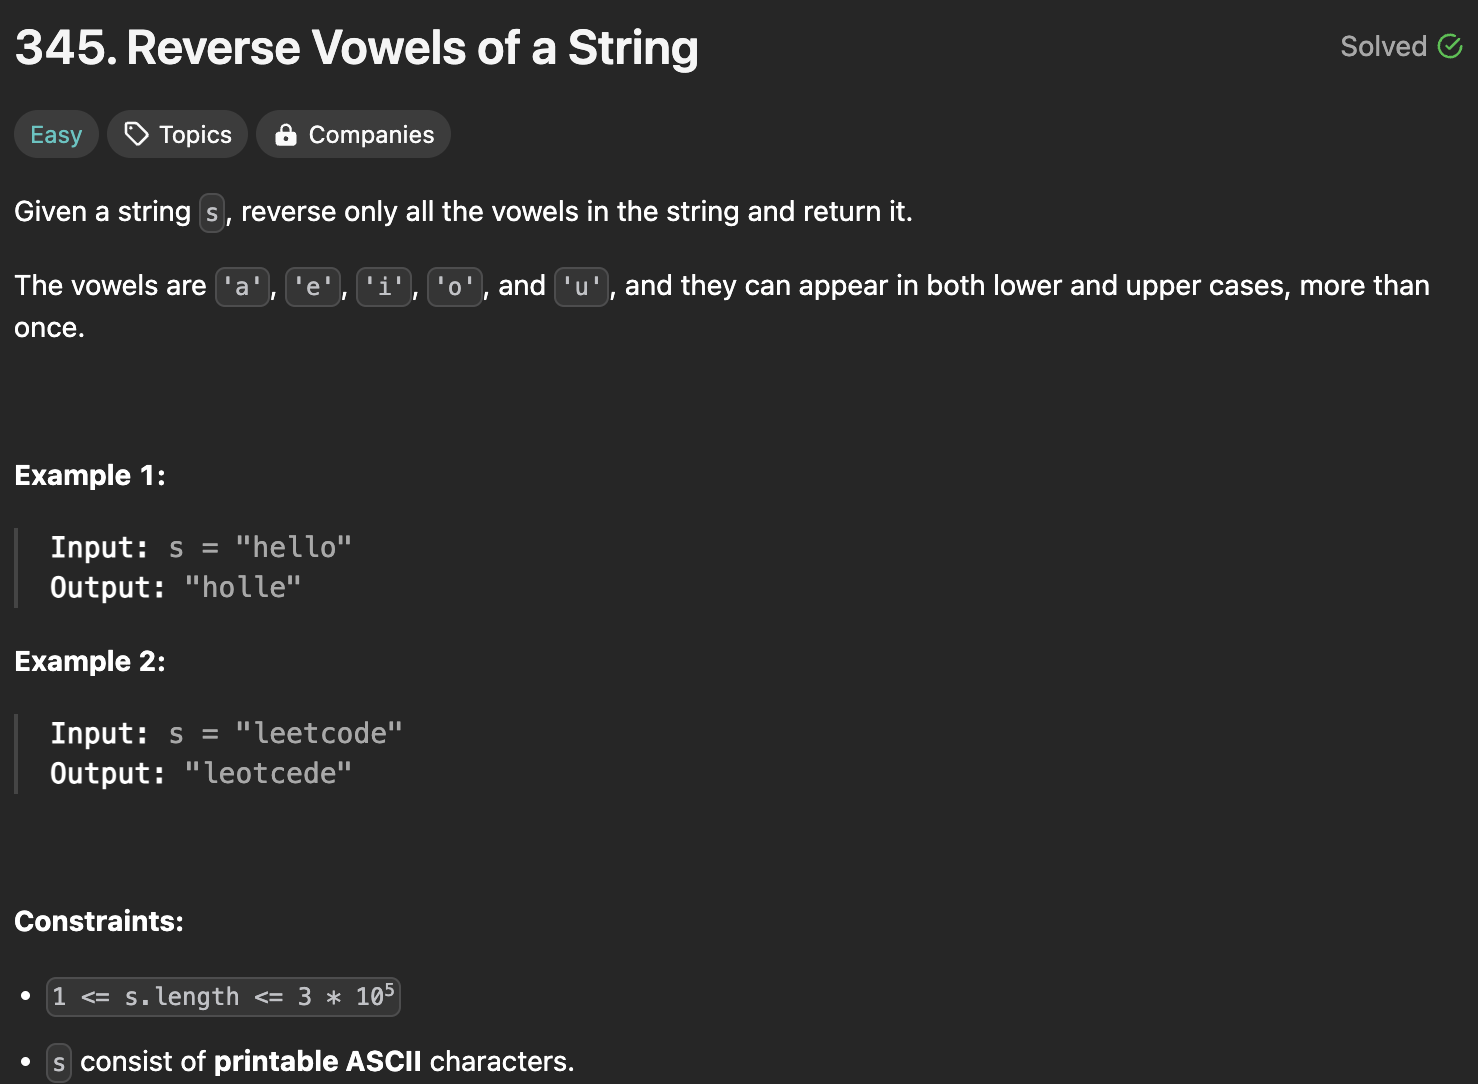 345. Reverse Vowels of a String
Solved
Easy Topics Companies
Given a string s, reverse only all the vowels in the string and return it.
The vowels are 'a', 'e', 'i', 'o', and 'u', and they can appear in both lower and upper cases, more than
once.
Example 1:
Input: s = "hello"
Output: "holle"
Example 2:
Input: s = "leetcode"
Output: "leotcede"
Constraints:
• 1 <= s.length <= 3 * 10⁵
• s consist of printable ASCII characters.